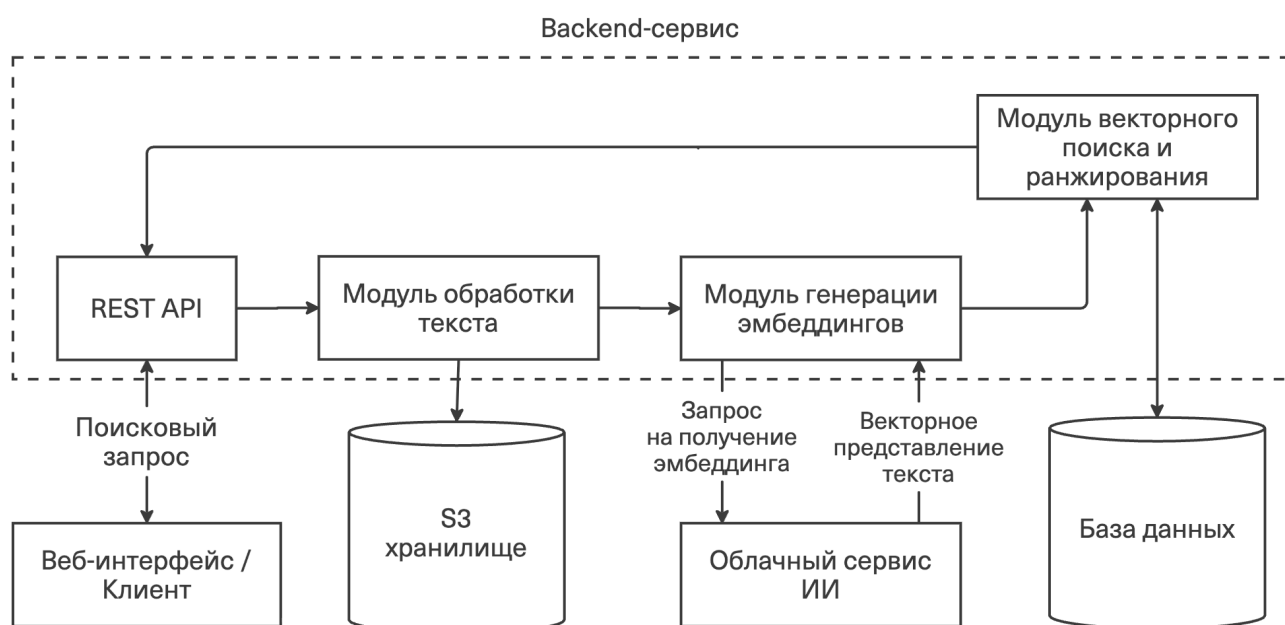 Backend-сервис
Модуль векторного
поиска и
ранжирования
REST API
Модуль обработки
текста
Модуль генерации
эмбеддингов
Поисковый
запрос
Запрос
на получение
эмбеддинга
Векторное
представление
текста
Веб-интерфейс /
Клиент
S3
хранилище
Облачный сервис
ИИ
База данных